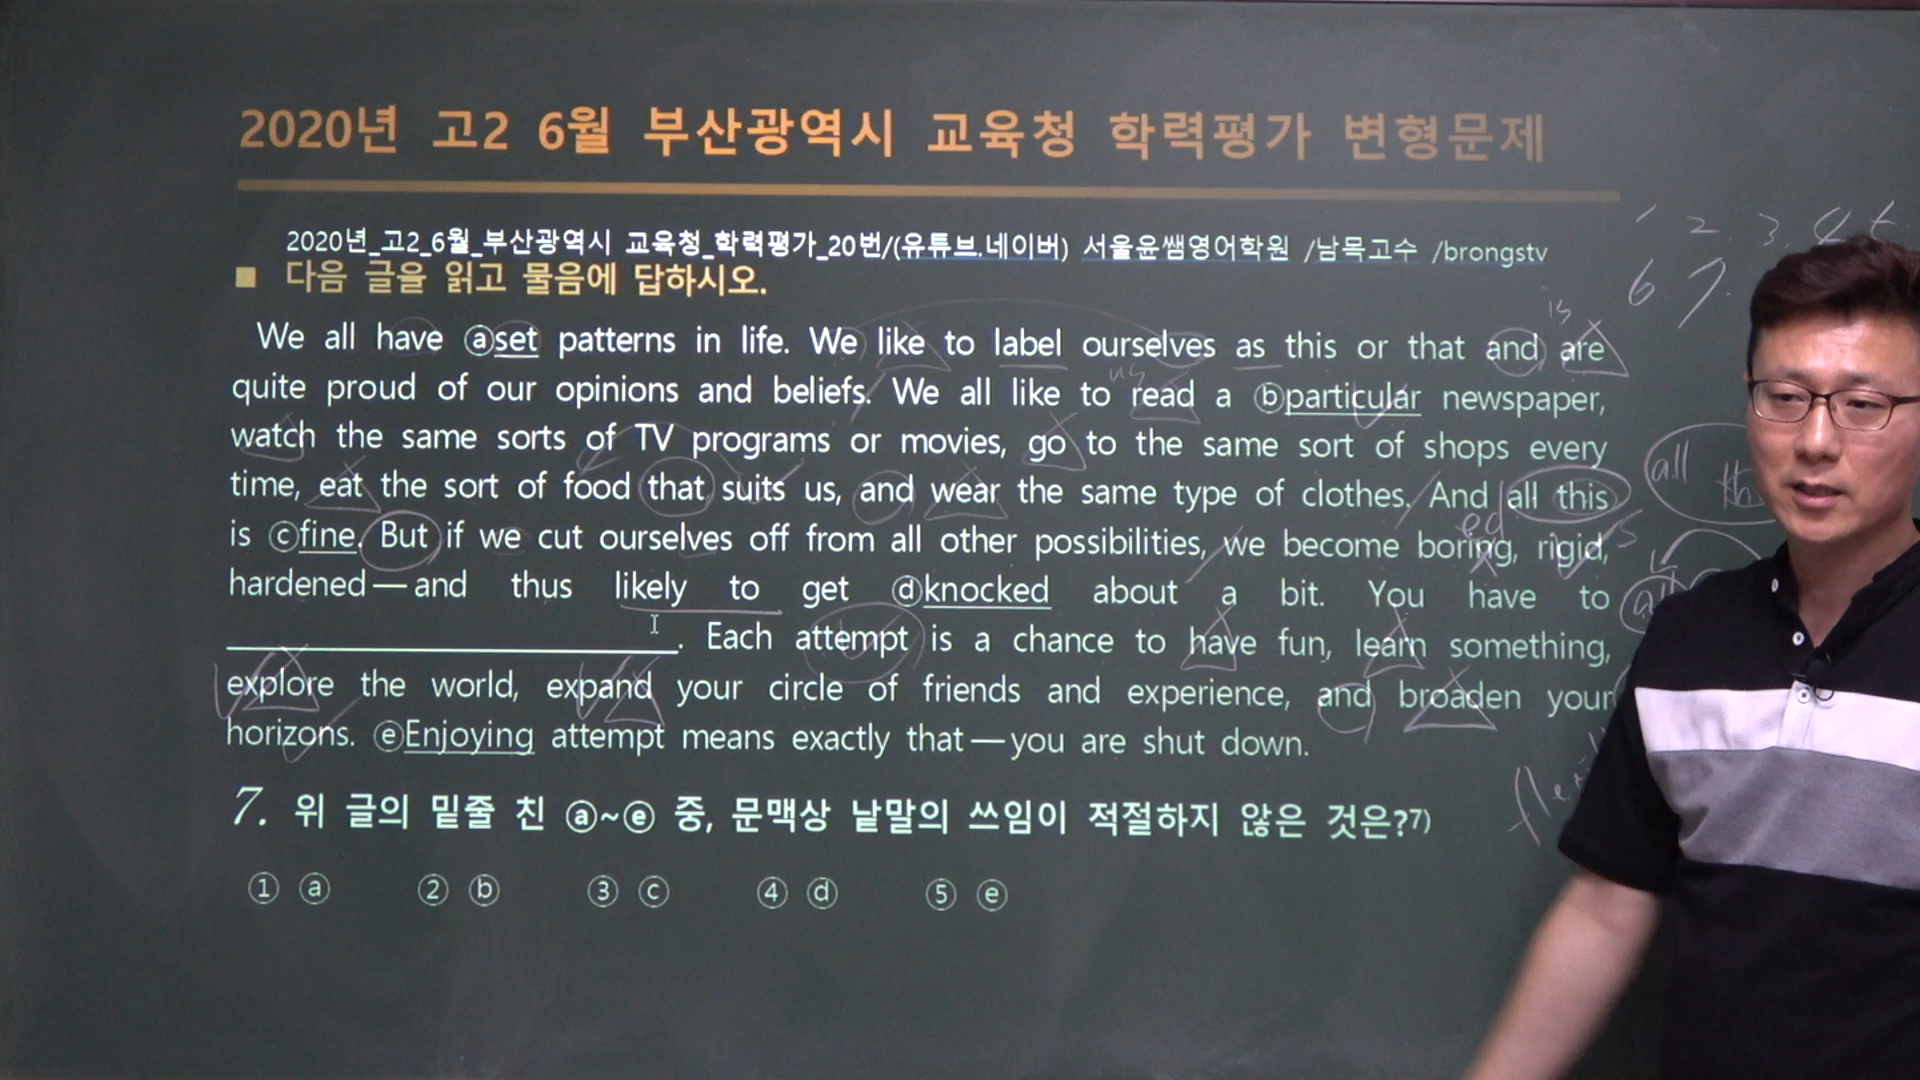 2020년 고2 6월 부산광역시 교육청 학력평가 변형문제
2020년_고2_6월_부산광역시 교육청_학력평가_20번/(유튜브.네이버) 서울윤쌤영어학원 /남목고수 /brongstv
■ 다음 글을 읽고 물음에 답하시오.
We all have ⓐset patterns in life. We like to label ourselves as this or that and are
quite proud of our opinions and beliefs. We all like to read a ⓑparticular newspaper,
watch the same sorts of TV programs or movies, go to the same sort of shops every
time, eat the sort of food that suits us, and wear the same type of clothes. And all this
is ⓒfine. But if we cut ourselves off from all other possibilities, we become boring, rigid,
hardened—and thus likely to get ⓓknocked about a bit. You have to
. Each attempt is a chance to have fun, learn something,
explore the world, expand your circle of friends and experience, and broaden your
horizons. ⓔEnjoying attempt means exactly that—you are shut down.
7. 위 글의 밑줄 친 ⓐ~ⓔ 중, 문맥상 낱말의 쓰임이 적절하지 않은 것은?7)
① ⓐ ② ⓑ ③ ⓒ ④ ⓓ ⑤ ⓔ
1 2. 3.
6 7
is
us
all
ed
s